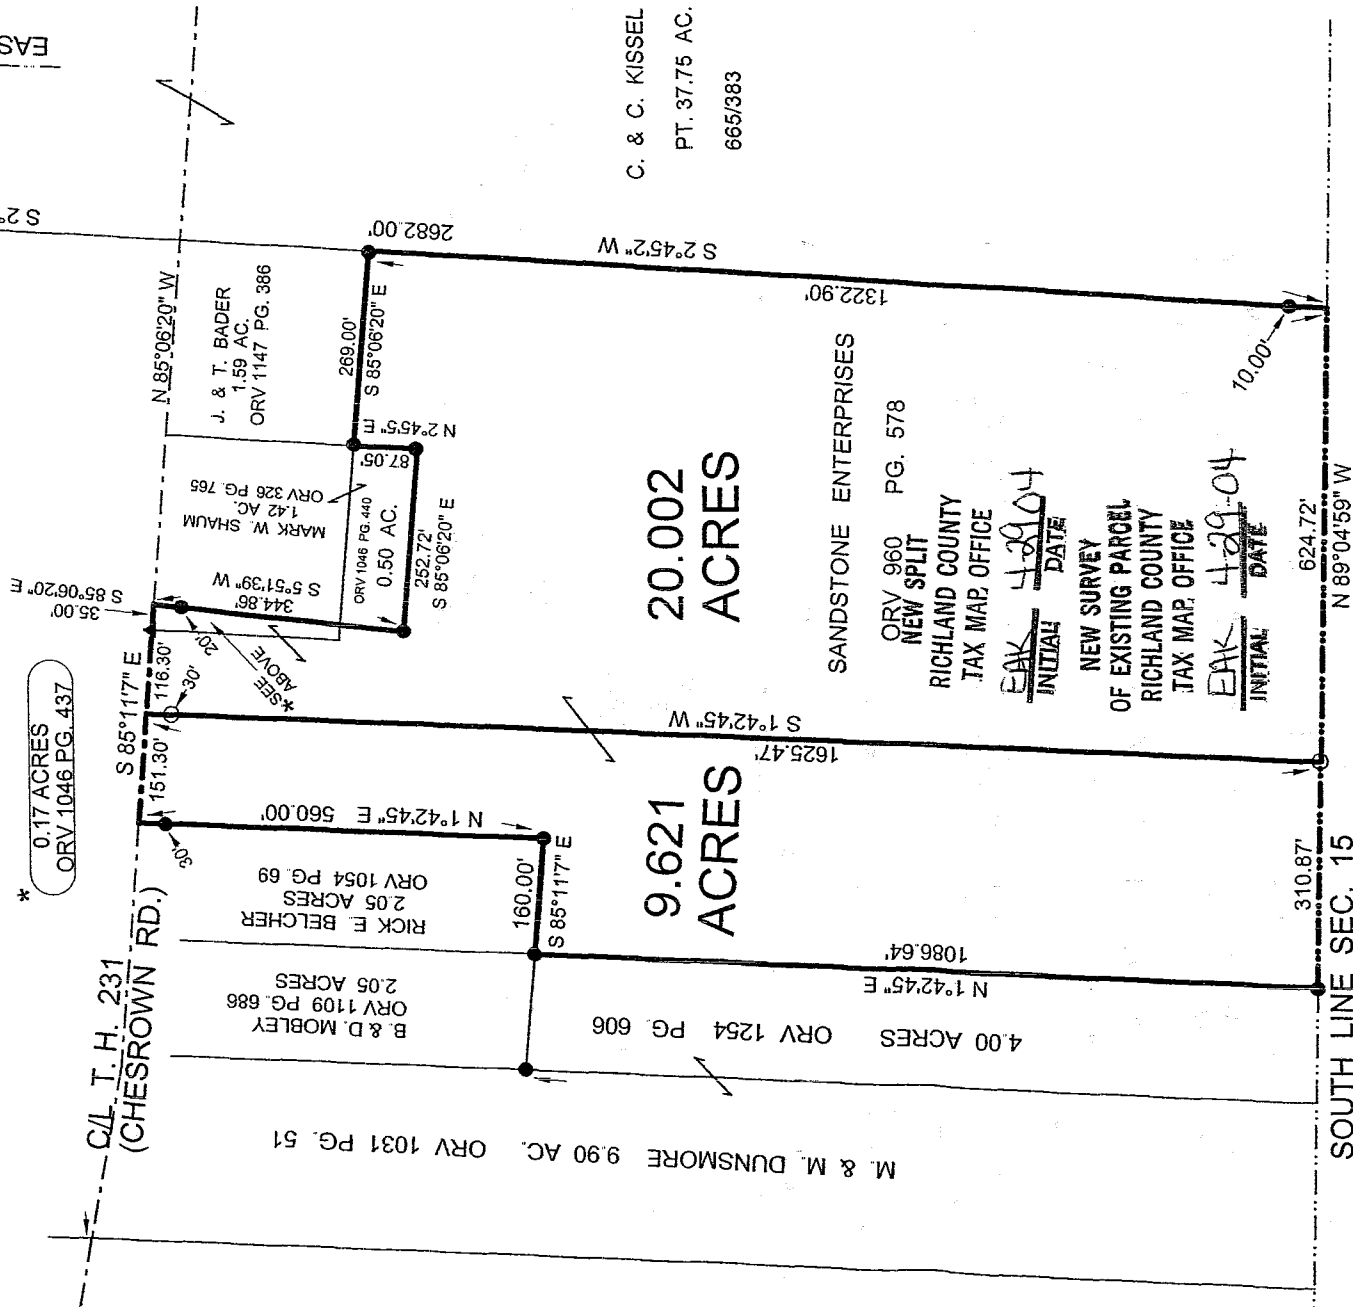 EAS
S 2°
C. & C. KISSEL
PT. 37.75 AC.
665/383
N 85°06'20" W
J. & T. BADER
1.59 AC.
ORV 1147 PG. 386
2682.00'
S 2°45'2" W
1322.90'
10.00'
269.00'
S 85°06'20" E
N 2°45'5" E
87.05'
MARK W. SHAUM
1.42 AC.
ORV 326 PG. 765
ORV 1046 PG. 440
0.50 AC.
252.72'
S 85°06'20" E
S 5°51'39" W
344.86'
S 85°06'20" E
35.00'
20'
*SEE
ABOVE
S 85°11'7" E
116.30'
30'
151.30'
*
0.17 ACRES
ORV 1046 PG. 437
20.002
ACRES
SANDSTONE ENTERPRISES
ORV 960 PG. 578
NEW SPLIT
RICHLAND COUNTY
TAX MAP OFFICE
EAK 4-29-04
INITIAL DATE
NEW SURVEY
OF EXISTING PARCEL
RICHLAND COUNTY
TAX MAP OFFICE
EAK 4-29-04
INITIAL DATE
624.72'
N 89°04'59" W
S 1°42'45" W
1625.47'
9.621
ACRES
N 1°42'45" E 560.00'
30'
160.00'
S 85°11'7" E
RICK E. BELCHER
2.05 ACRES
ORV 1054 PG. 69
B. & D. MOBLEY
ORV 1109 PG. 686
2.05 ACRES
1086.64'
N 1°42'45" E
310.87'
4.00 ACRES ORV 1254 PG. 606
M. & M. DUNSMORE 9.90 AC. ORV 1031 PG. 51
C/L T. H. 231
(CHESROWN RD.)
SOUTH LINE SEC. 15